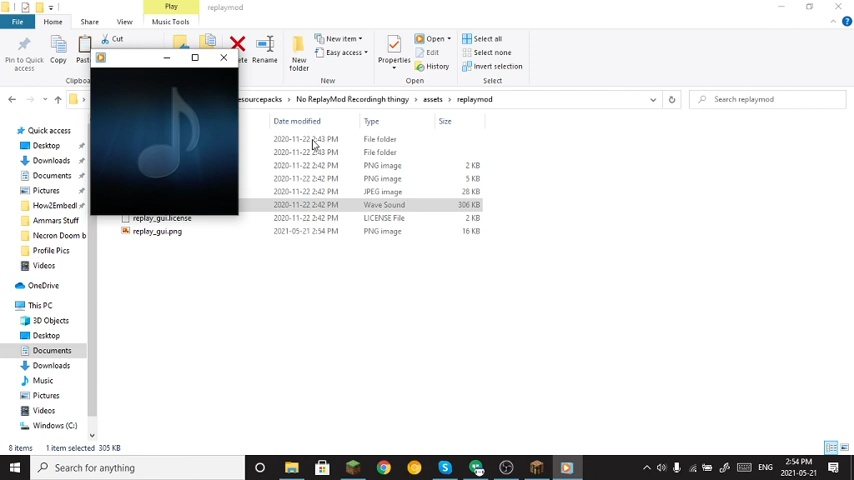 Play
replaymod
File
Home
Share
View
Music Tools
Pin to Quick access
Copy
Cut
Rename
New folder
New item
Easy access
Properties
Open
Edit
History
Select all
Select none
Invert selection
New
Open
Select
esourcepacks > No ReplayMod Recordingh thingy > assets > replaymod
Search replaymod
Date modified
Type
Size
Quick access
Desktop
Downloads
Documents
Pictures
How2Embedl
Ammars Stuff
Necron Doom b
Profile Pics
Videos
OneDrive
This PC
3D Objects
Desktop
Documents
Downloads
Music
Pictures
Videos
Windows (C:)
2020-11-22 2:43 PM File folder
2020-11-22 2:43 PM File folder
2020-11-22 2:42 PM PNG image 2 KB
2020-11-22 2:42 PM PNG image 5 KB
2020-11-22 2:42 PM JPEG image 28 KB
2020-11-22 2:42 PM Wave Sound 306 KB
replay_gui.license 2020-11-22 2:42 PM LICENSE File 2 KB
replay_gui.png 2021-05-21 2:54 PM PNG image 16 KB
8 items 1 item selected 305 KB
Search for anything
ENG
2:54 PM
2021-05-21